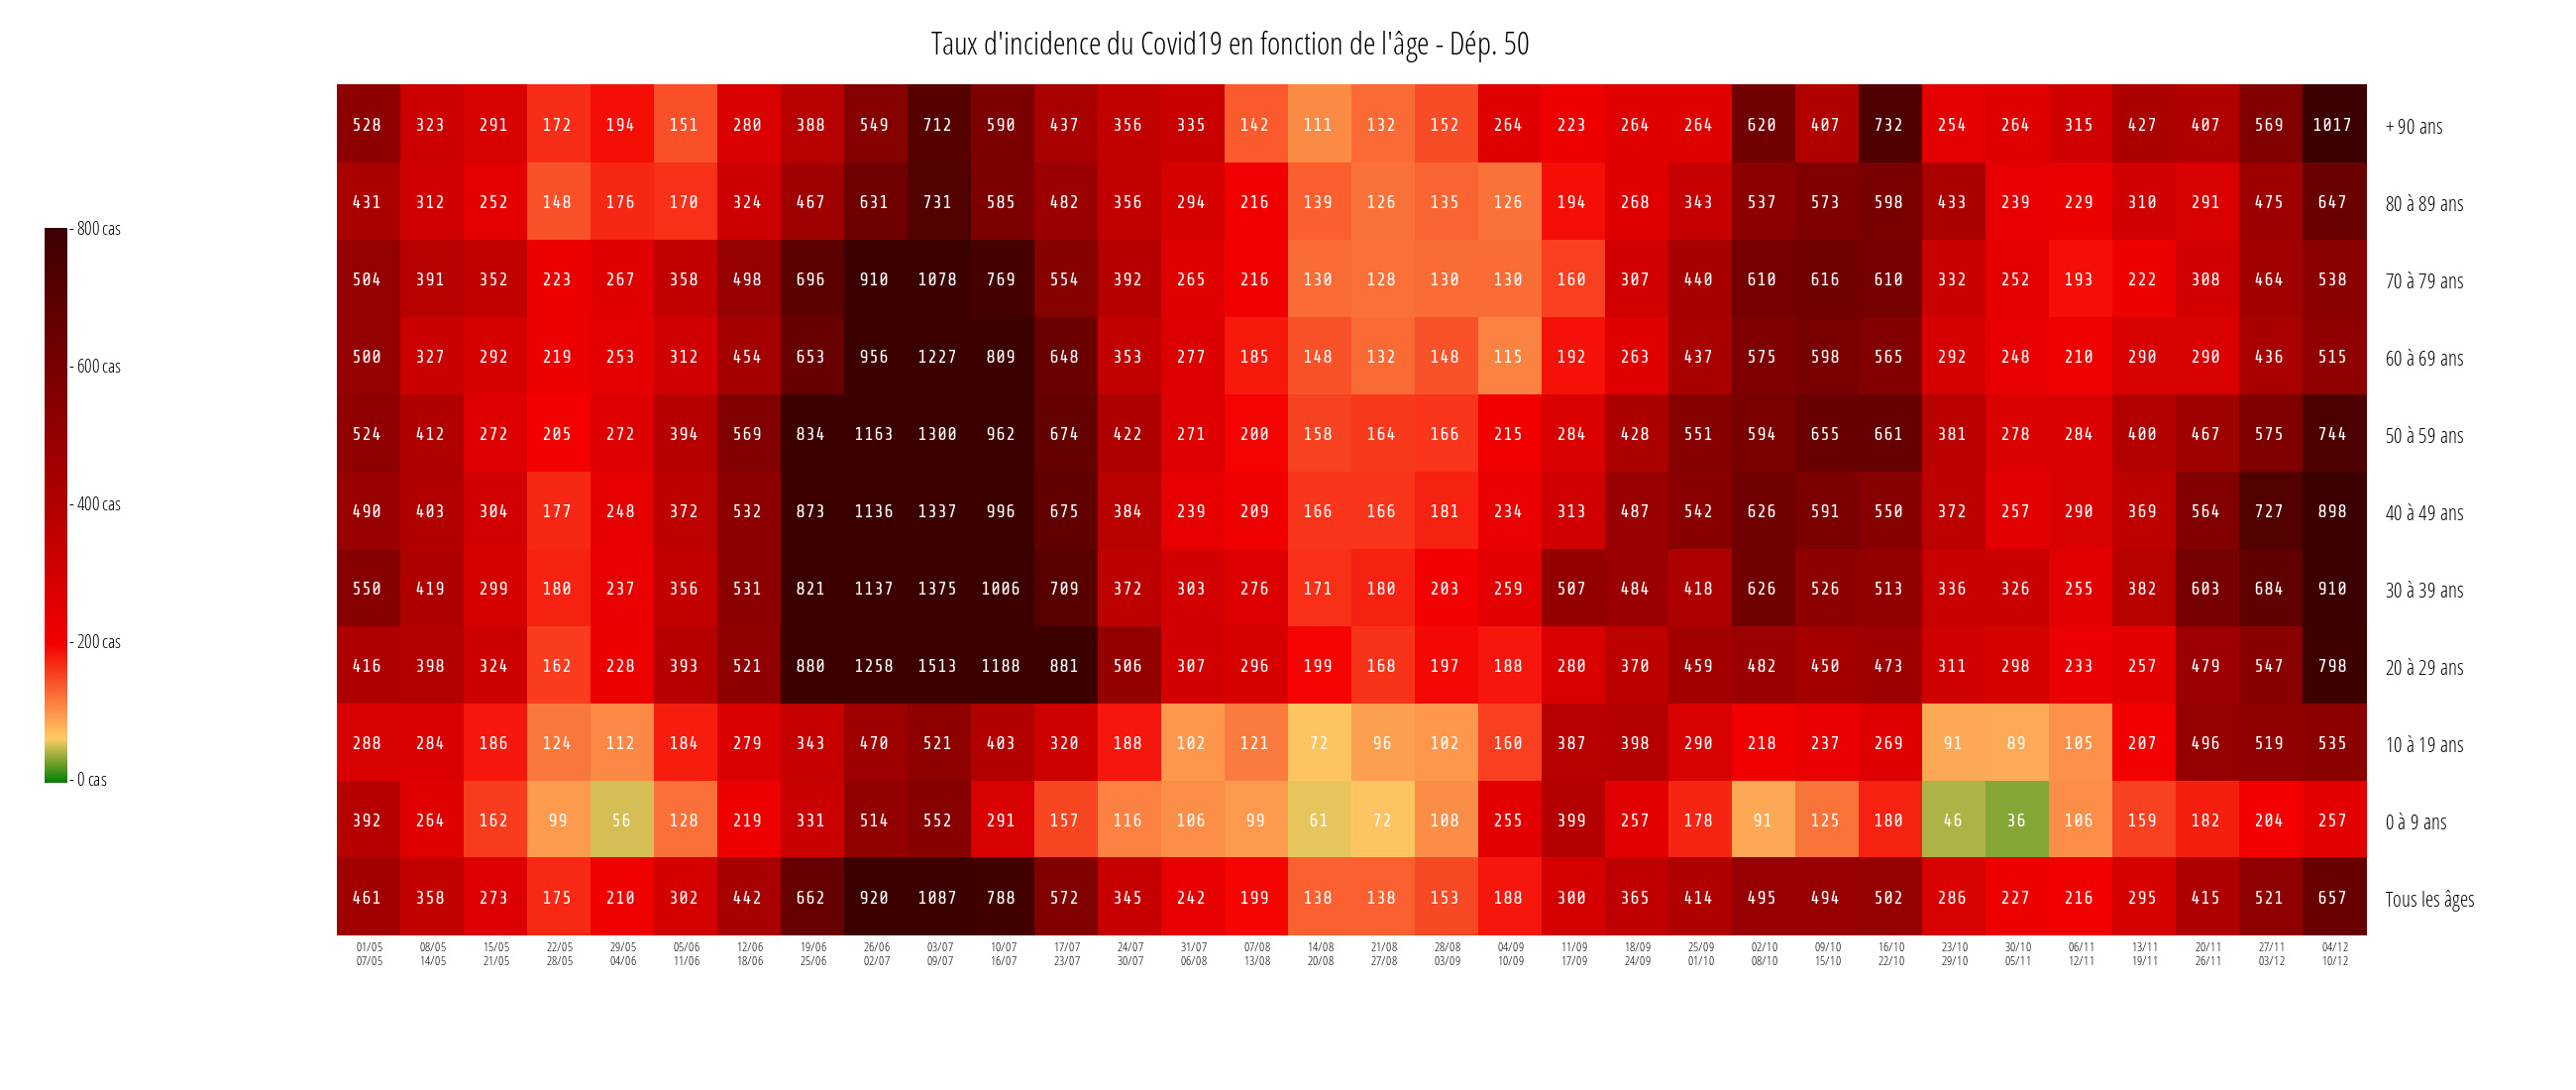 Taux d'incidence du Covid19 en fonction de l'âge - Dép. 50
- 800 cas
- 600 cas
- 400 cas
- 200 cas
- 0 cas
528 323 291 172 194 151 280 388 549 712 590 437 356 335 142 111 132 152 264 223 264 264 620 407 732 254 264 315 427 407 569 1017 + 90 ans
431 312 252 148 176 170 324 467 631 731 585 482 356 294 216 139 126 135 126 194 268 343 537 573 598 433 239 229 310 291 475 647 80 à 89 ans
504 391 352 223 267 358 498 696 910 1078 769 554 392 265 216 130 128 130 130 160 307 440 610 616 610 332 252 193 222 308 464 538 70 à 79 ans
500 327 292 219 253 312 454 653 956 1227 809 648 353 277 185 148 132 148 115 192 263 437 575 598 565 292 248 210 290 290 436 515 60 à 69 ans
524 412 272 205 272 394 569 834 1163 1300 962 674 422 271 200 158 164 166 215 284 428 551 594 655 661 381 278 284 400 467 575 744 50 à 59 ans
490 403 304 177 248 372 532 873 1136 1337 996 675 384 239 209 166 166 181 234 313 487 542 626 591 550 372 257 290 369 564 727 898 40 à 49 ans
550 419 299 180 237 356 531 821 1137 1375 1006 709 372 303 276 171 180 203 259 507 484 418 626 526 513 336 326 255 382 603 684 910 30 à 39 ans
416 398 324 162 228 393 521 880 1258 1513 1188 881 506 307 296 199 168 197 188 280 370 459 482 450 473 311 298 233 257 479 547 798 20 à 29 ans
288 284 186 124 112 184 279 343 470 521 403 320 188 102 121 72 96 102 160 387 398 290 218 237 269 91 89 105 207 496 519 535 10 à 19 ans
392 264 162 99 56 128 219 331 514 552 291 157 116 106 99 61 72 108 255 399 257 178 91 125 180 46 36 106 159 182 204 257 0 à 9 ans
461 358 273 175 210 302 442 662 920 1087 788 572 345 242 199 138 138 153 188 300 365 414 495 494 502 286 227 216 295 415 521 657 Tous les âges
01/05 08/05 15/05 22/05 29/05 05/06 12/06 19/06 26/06 03/07 10/07 17/07 24/07 31/07 07/08 14/08 21/08 28/08 04/09 11/09 18/09 25/09 02/10 09/10 16/10 23/10 30/10 06/11 13/11 20/11 27/11 04/12
07/05 14/05 21/05 28/05 04/06 11/06 18/06 25/06 02/07 09/07 16/07 23/07 30/07 06/08 13/08 20/08 27/08 03/09 10/09 17/09 24/09 01/10 08/10 15/10 22/10 29/10 05/11 12/11 19/11 26/11 03/12 10/12